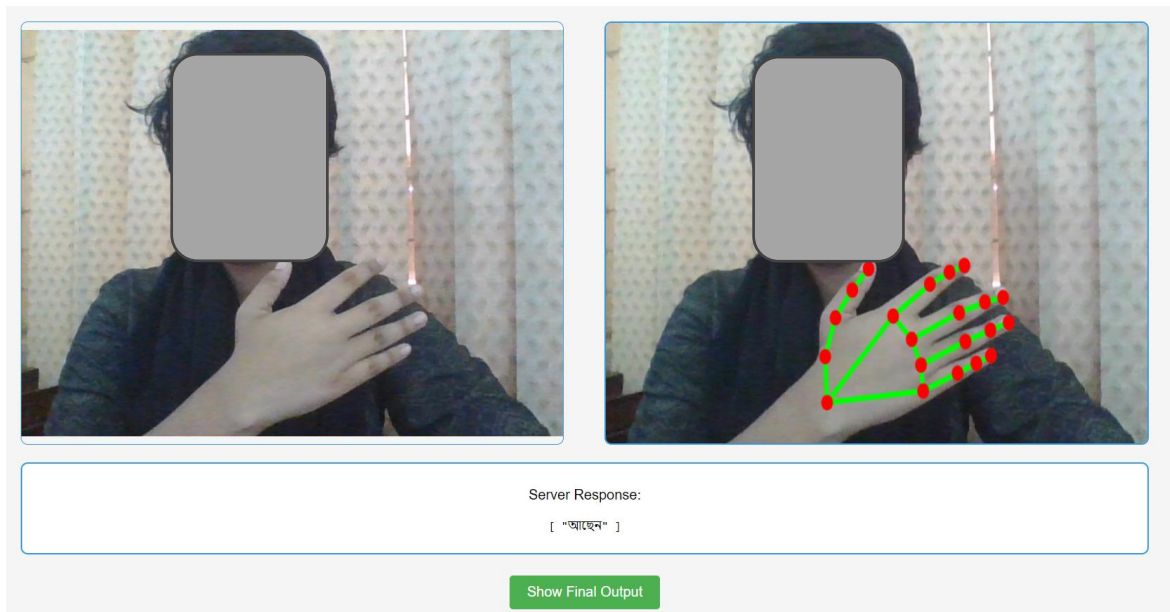 Server Response:
[ "আছেন" ]
Show Final Output